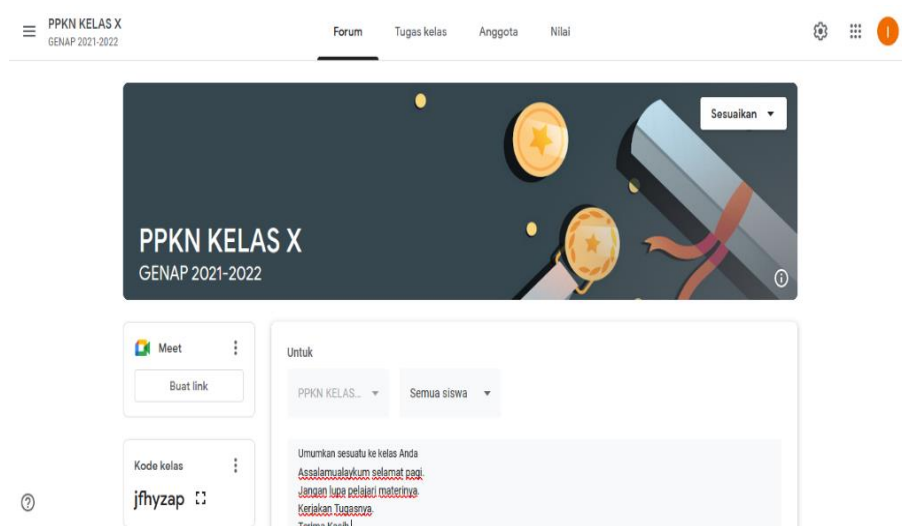 PPKN KELAS X
GENAP 2021-2022
Forum Tugas kelas Anggota Nilai
I
Sesuaikan
PPKN KELAS X
GENAP 2021-2022
Meet
Buat link
Untuk
PPKN KELAS... Semua siswa
Kode kelas
jfhyzap
Umumkan sesuatu ke kelas Anda
Assalamualaykum selamat pagi.
Jangan lupa pelajari materinya.
Kerjakan Tugasnya.
Terima Kasih